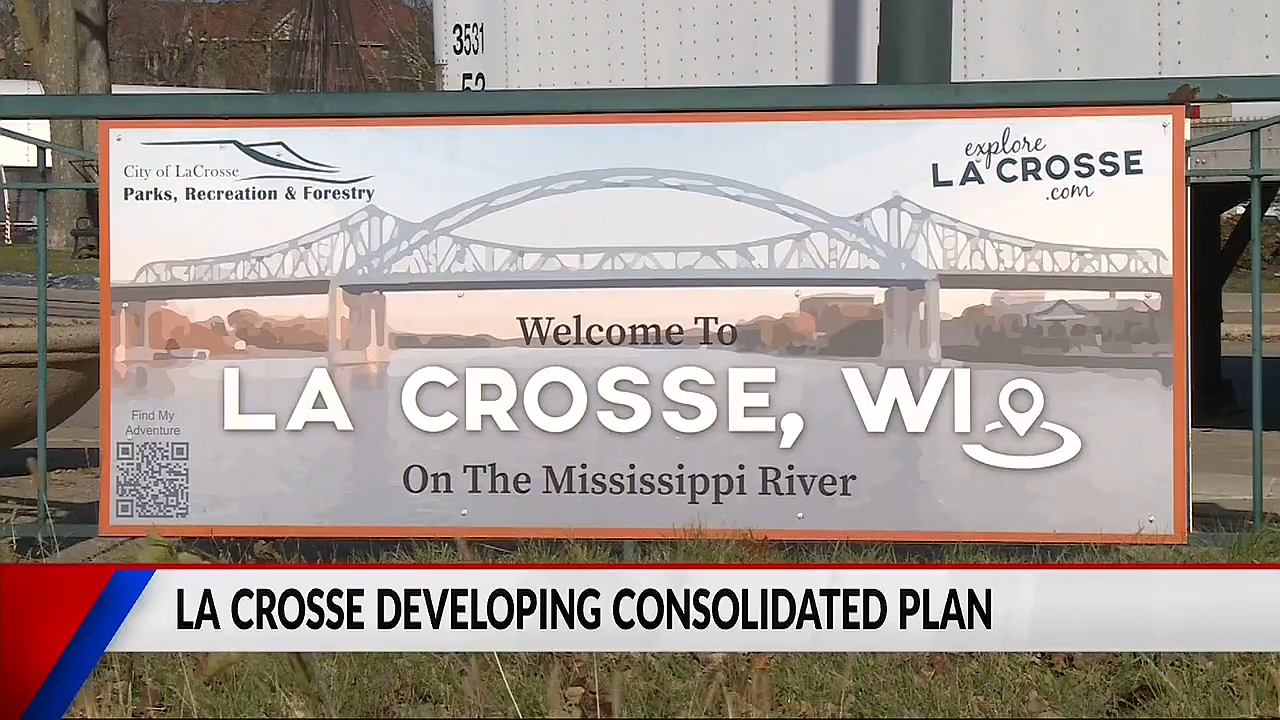 3531
52
City of LaCrosse
Parks, Recreation & Forestry
explore
LA CROSSE
.com
Welcome To
LA CROSSE, WI
On The Mississippi River
Find My
Adventure
LA CROSSE DEVELOPING CONSOLIDATED PLAN